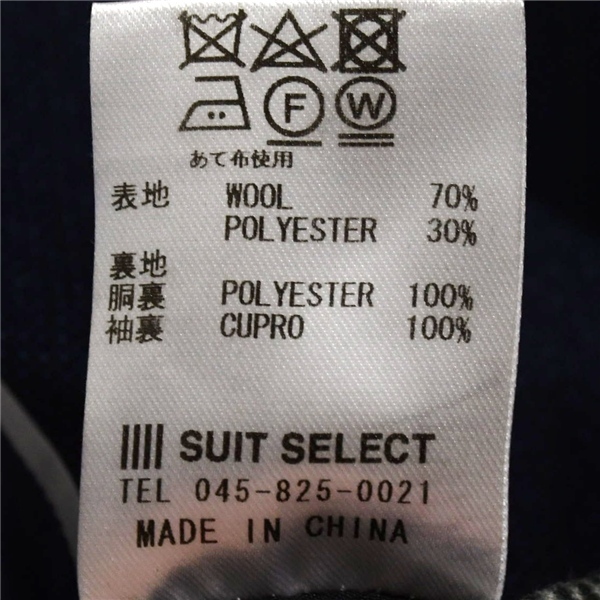 F W
あて布使用
表地 WOOL 70%
POLYESTER 30%
裏地
胴裏 POLYESTER 100%
袖裏 CUPRO 100%
SUIT SELECT
TEL 045-825-0021
MADE IN CHINA